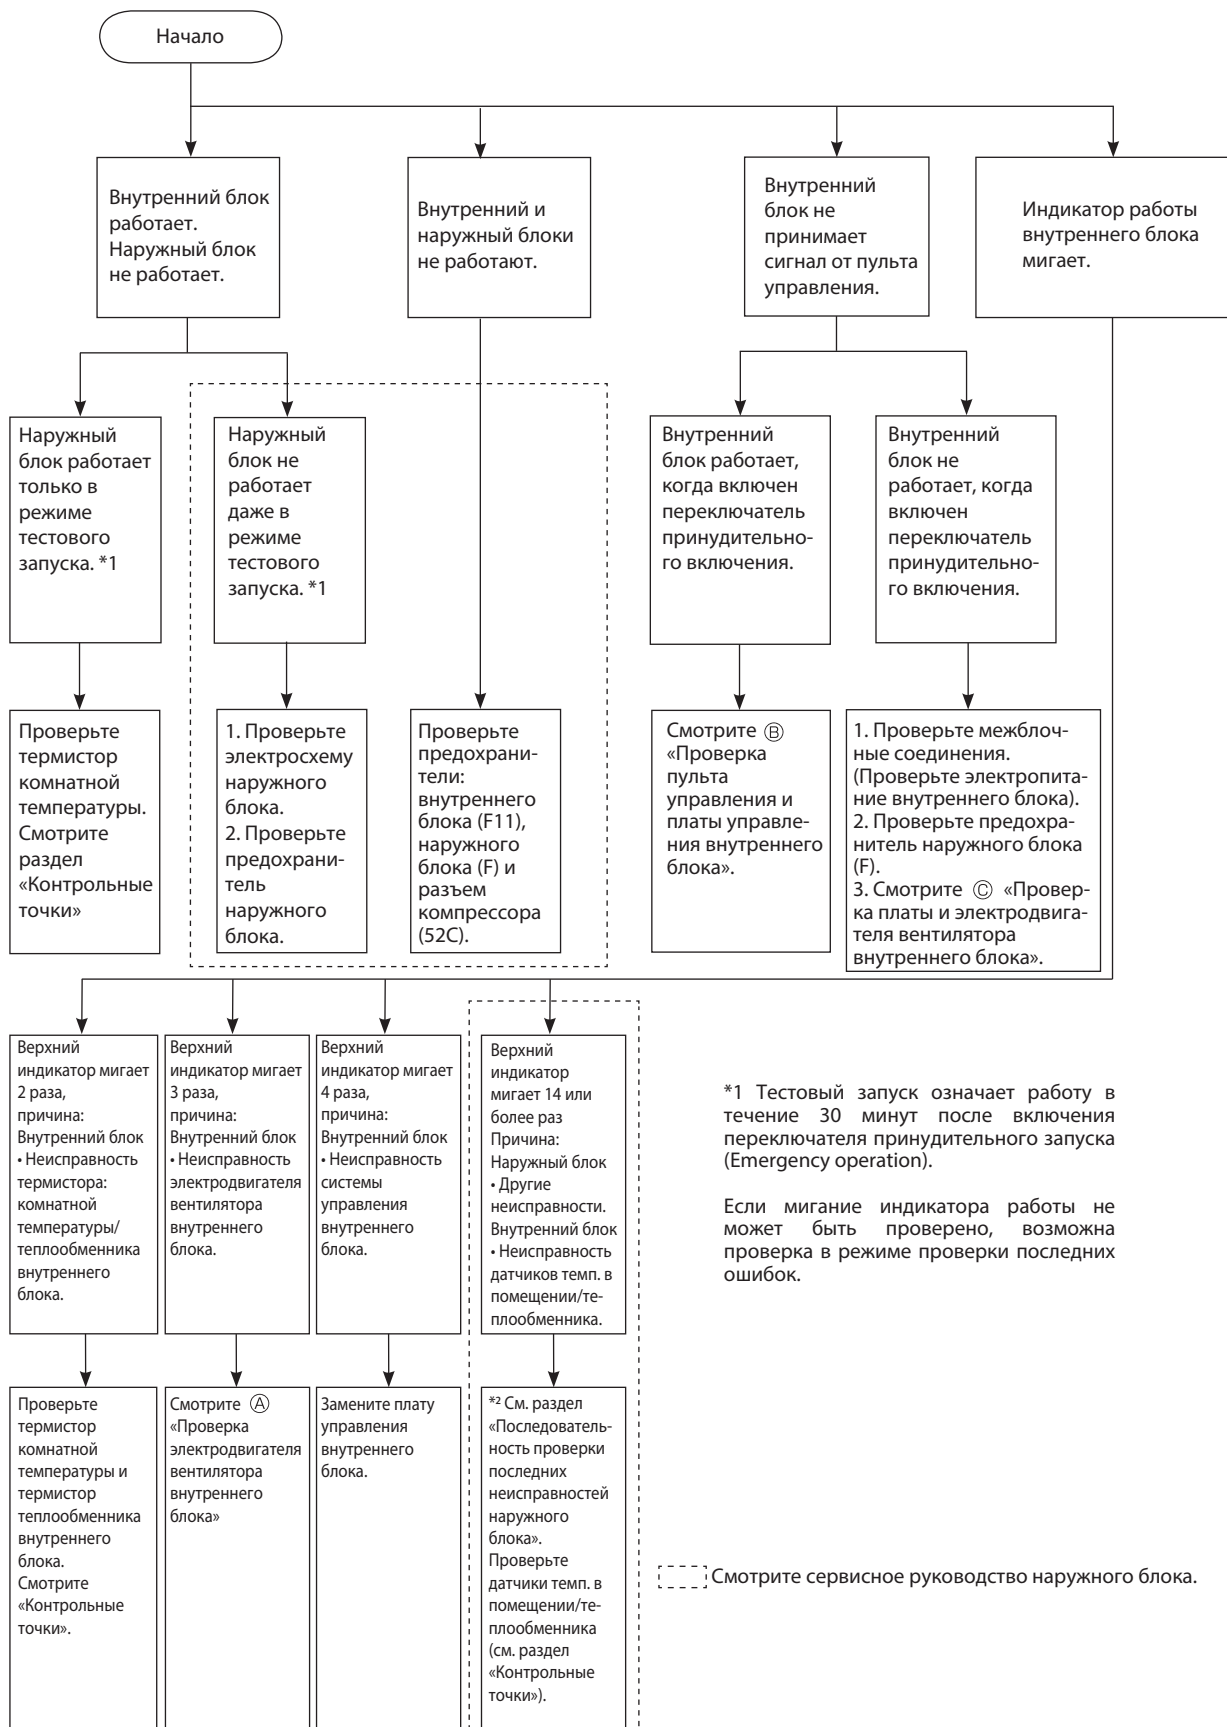 Начало
Внутренний блок
работает.
Наружный блок
не работает.
Внутренний и
наружный блоки
не работают.
Внутренний
блок не
принимает
сигнал от пульта
управления.
Индикатор работы
внутреннего блока
мигает.
Наружный
блок работает
только в
режиме
тестового
запуска. *1
Наружный
блок не
работает
даже в
режиме
тестового
запуска. *1
Внутренний
блок работает,
когда включен
переключатель
принудительно-
го включения.
Внутренний
блок не
работает, когда
включен
переключатель
принудительно-
го включения.
Проверьте
термистор
комнатной
температуры.
Смотрите
раздел
«Контрольные
точки»
1. Проверьте
электросхему
наружного
блока.
2. Проверьте
предохрани-
тель
наружного
блока.
Проверьте
предохрани-
тели:
внутреннего
блока (F11),
наружного
блока (F) и
разъем
компрессора
(52C).
Смотрите Ⓑ
«Проверка
пульта
управления и
платы управле-
ния внутреннего
блока».
1. Проверьте межблоч-
ные соединения.
(Проверьте электропита-
ние внутреннего блока).
2. Проверьте предохра-
нитель наружного блока
(F).
3. Смотрите Ⓒ «Провер-
ка платы и электродвига-
теля вентилятора
внутреннего блока».
Верхний
индикатор мигает
2 раза,
причина:
Внутренний блок
• Неисправность
термистора:
комнатной
температуры/
теплообменника
внутреннего
блока.
Верхний
индикатор мигает
3 раза,
причина:
Внутренний блок
• Неисправность
электродвигателя
вентилятора
внутреннего
блока.
Верхний
индикатор мигает
4 раза,
причина:
Внутренний блок
• Неисправность
системы
управления
внутреннего
блока.
Верхний
индикатор
мигает 14 или
более раз
Причина:
Наружный блок
• Другие
неисправности.
Внутренний блок
• Неисправность
датчиков темп. в
помещении/те-
плообменника.
*1 Тестовый запуск означает работу в
течение 30 минут после включения
переключателя принудительного запуска
(Emergency operation).
Если мигание индикатора работы не
может быть проверено, возможна
проверка в режиме проверки последних
ошибок.
Проверьте
термистор
комнатной
температуры и
термистор
теплообменника
внутреннего
блока.
Смотрите
«Контрольные
точки».
Смотрите Ⓐ
«Проверка
электродвигателя
вентилятора
внутреннего
блока»
Замените плату
управления
внутреннего
блока.
*² См. раздел
«Последователь-
ность проверки
последних
неисправностей
наружного
блока».
Проверьте
датчики темп. в
помещении/те-
плообменника
(см. раздел
«Контрольные
точки»).
Смотрите сервисное руководство наружного блока.